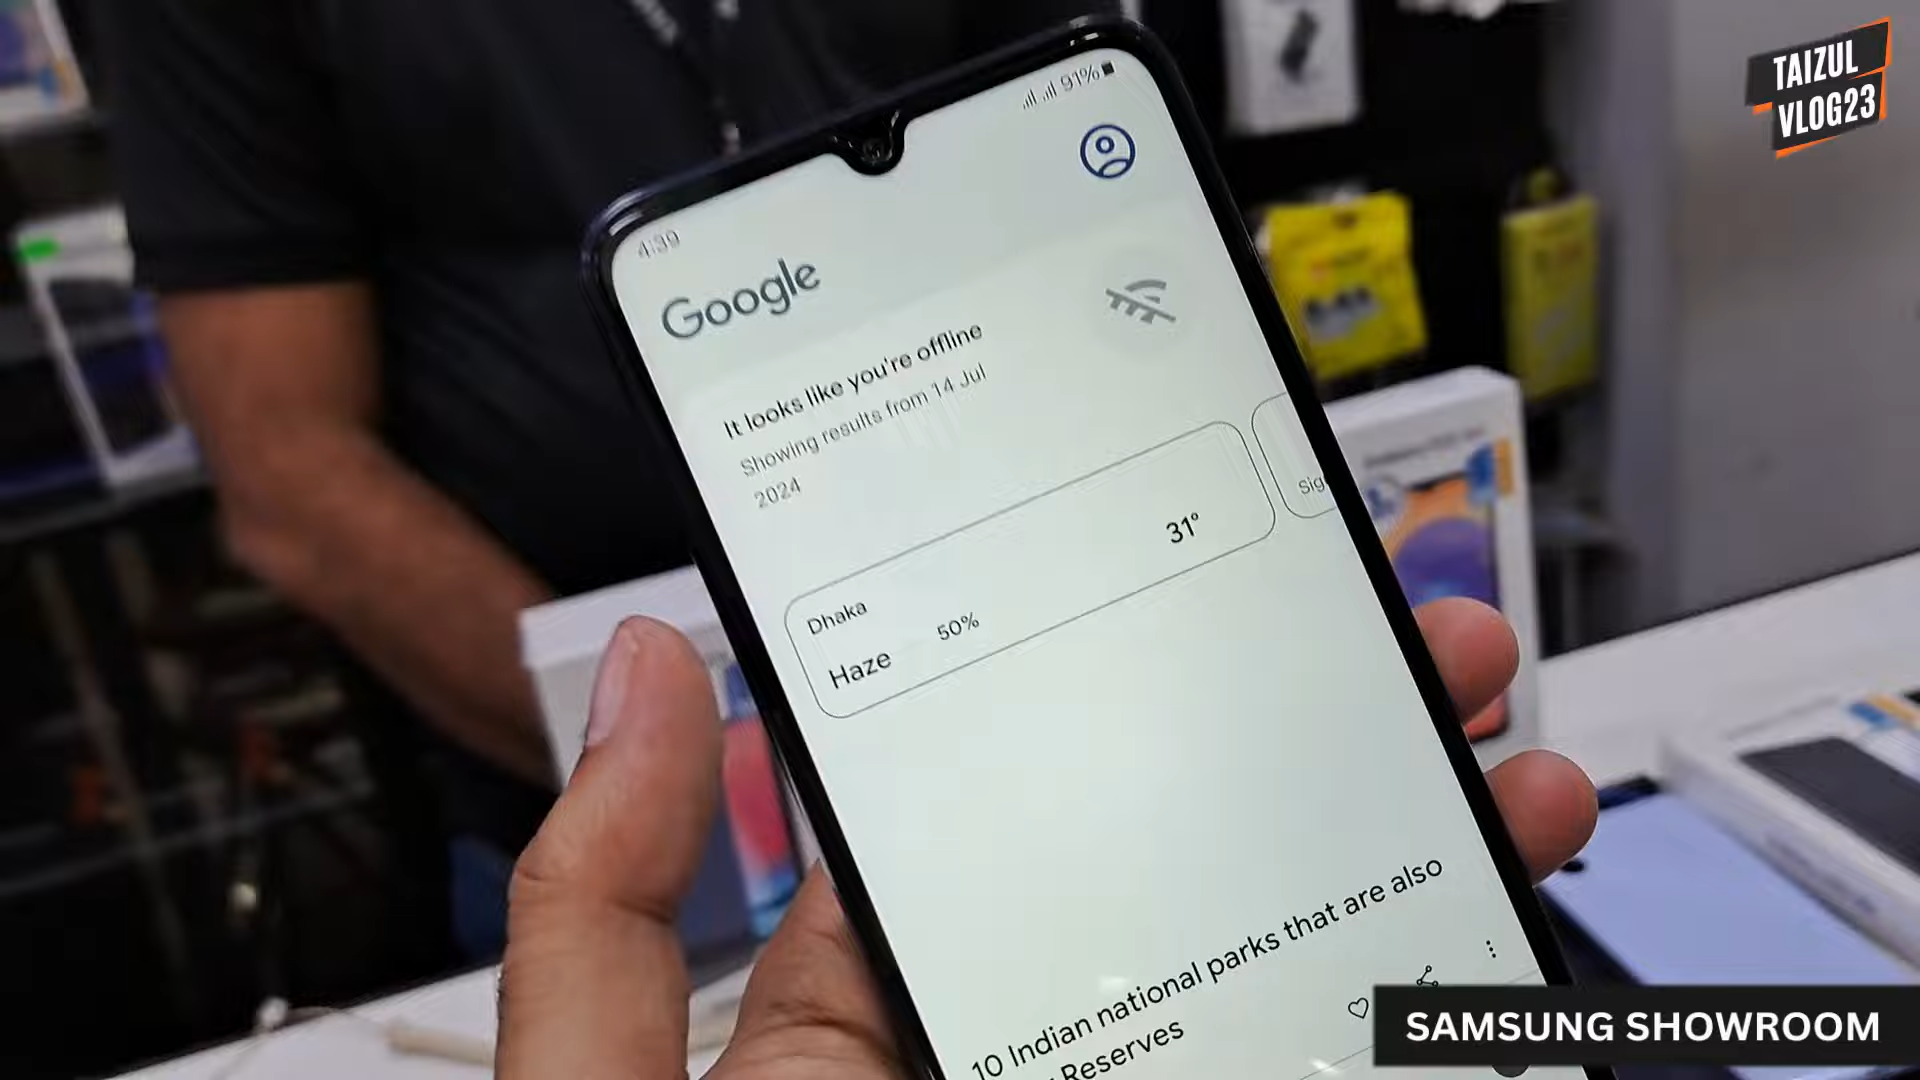 TAIZUL
VLOG23
91%
4:39
Google
It looks like you're offline
Showing results from 14 Jul
2024
31°
Sig
Dhaka
Haze 50%
10 Indian national parks that are also
Reserves
SAMSUNG SHOWROOM